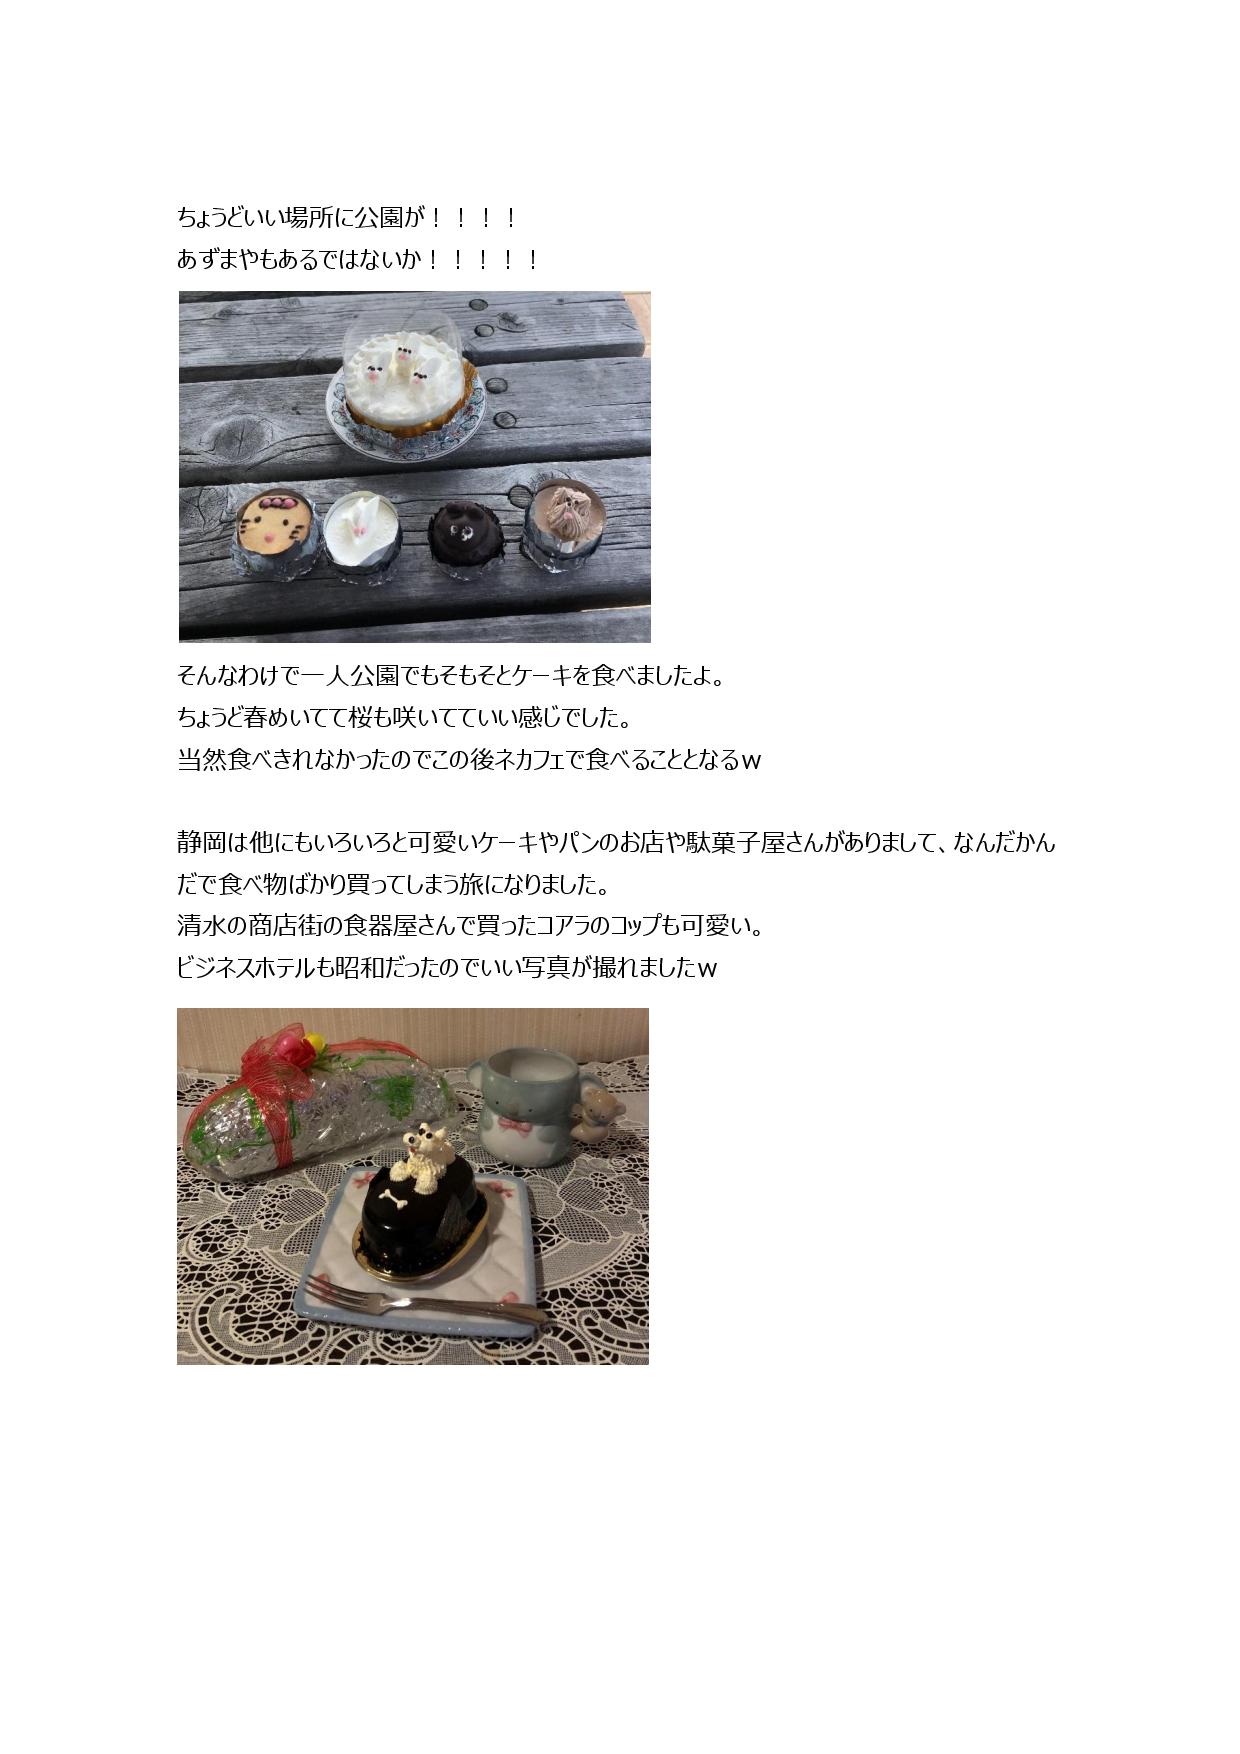 ちょうどいい場所に公園が！！！！
あずまやもあるではないか！！！！！
そんなわけで一人公園でもそもそとケーキを食べましたよ。
ちょうど春めいてて桜も咲いてていい感じでした。
当然食べきれなかったのでこの後ネカフェで食べることとなるｗ
静岡は他にもいろいろと可愛いケーキやパンのお店や駄菓子屋さんがありまして、なんだかん
だで食べ物ばかり買ってしまう旅になりました。
清水の商店街の食器屋さんで買ったコアラのコップも可愛い。
ビジネスホテルも昭和だったのでいい写真が撮れましたｗ